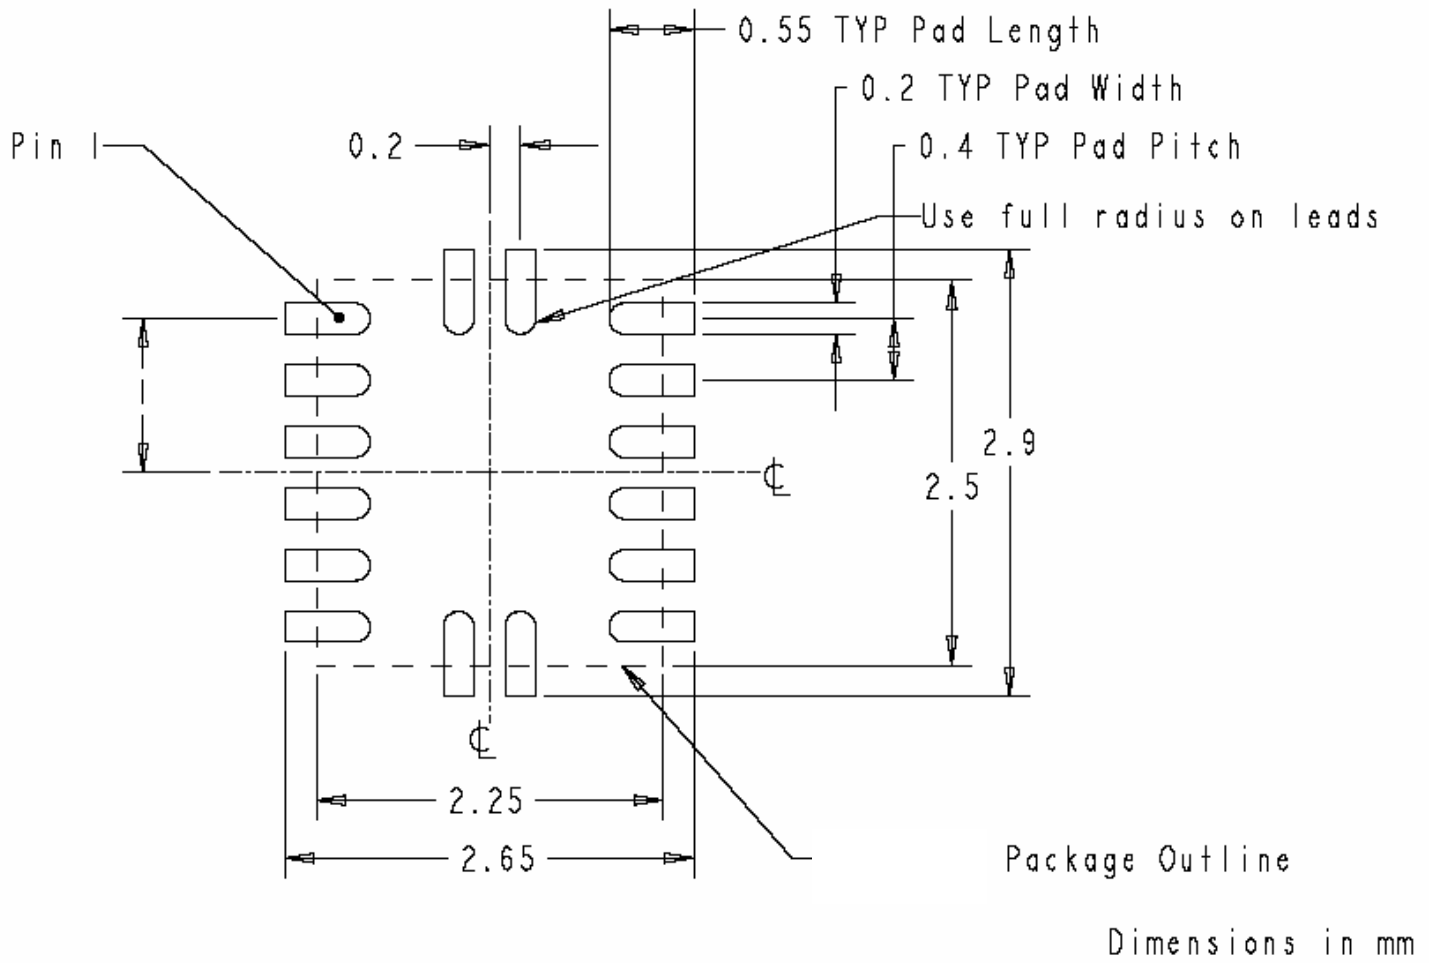 0.55 TYP Pad Length
0.2 TYP Pad Width
Pin 1
0.2
0.4 TYP Pad Pitch
Use full radius on leads
2.9
2.5
℄
℄
2.25
2.65
Package Outline
Dimensions in mm